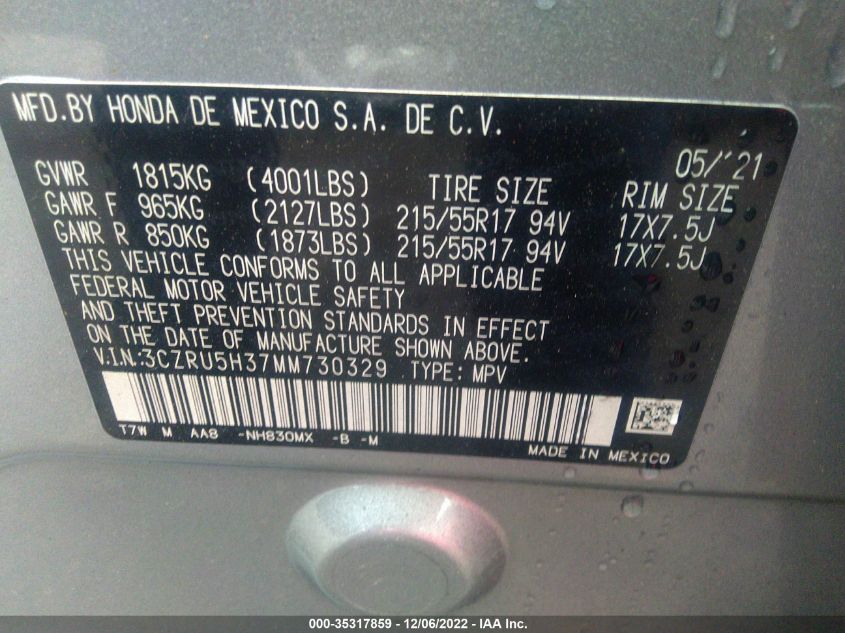 MFD.BY HONDA DE MEXICO S.A. DE C.V.
05/'21
GVWR 1815KG (4001LBS) TIRE SIZE RIM SIZE
GAWR F 965KG (2127LBS) 215/55R17 94V 17X7.5J
GAWR R 850KG (1873LBS) 215/55R17 94V 17X7.5J
THIS VEHICLE CONFORMS TO ALL APPLICABLE
FEDERAL MOTOR VEHICLE SAFETY
AND THEFT PREVENTION STANDARDS IN EFFECT
ON THE DATE OF MANUFACTURE SHOWN ABOVE.
V.I.N.:3CZRU5H37MM730329 TYPE: MPV
T7W M AA8 -NH830MX -B -M
MADE IN MEXICO
000-35317859 - 12/06/2022 - IAA Inc.